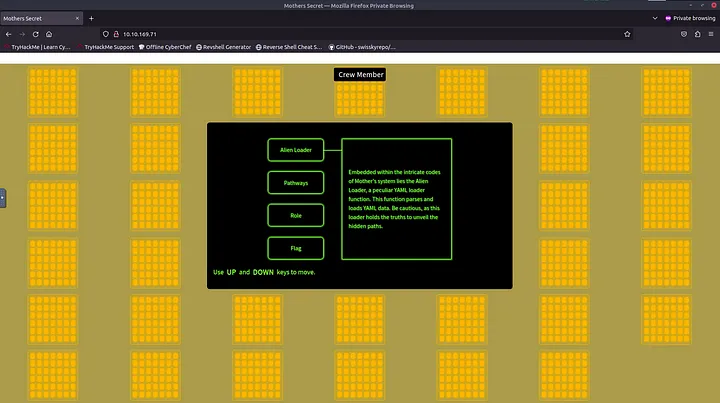 Mothers Secret — Mozilla Firefox Private Browsing
Mothers Secret
Private browsing
10.10.169.71
TryHackMe | Learn Cy… TryHackMe Support Offline CyberChef Revshell Generator Reverse Shell Cheat S… GitHub - swisskyrepo/…
Crew Member
Alien Loader
Pathways
Role
Flag
Embedded within the intricate codes
of Mother's system lies the Alien
Loader, a peculiar YAML loader
function. This function parses and
loads YAML data. Be cautious, as this
loader holds the truths to unveil the
hidden paths.
Use UP and DOWN keys to move.